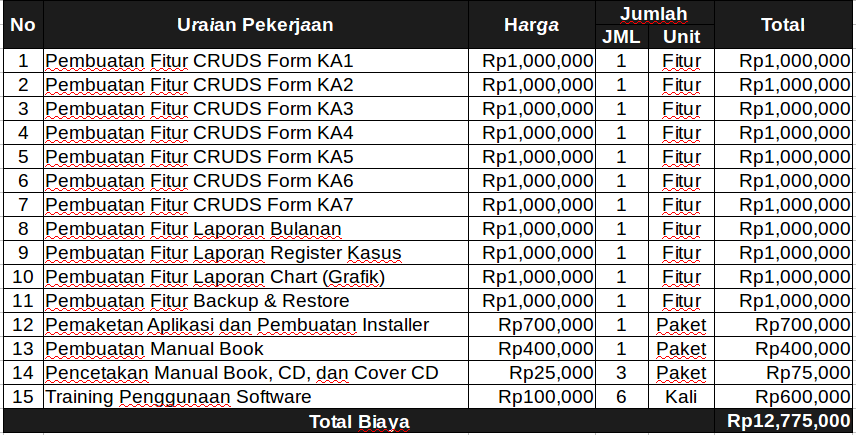 No Uraian Pekerjaan Harga Jumlah Total
JML Unit
1 Pembuatan Fitur CRUDS Form KA1 Rp1,000,000 1 Fitur Rp1,000,000
2 Pembuatan Fitur CRUDS Form KA2 Rp1,000,000 1 Fitur Rp1,000,000
3 Pembuatan Fitur CRUDS Form KA3 Rp1,000,000 1 Fitur Rp1,000,000
4 Pembuatan Fitur CRUDS Form KA4 Rp1,000,000 1 Fitur Rp1,000,000
5 Pembuatan Fitur CRUDS Form KA5 Rp1,000,000 1 Fitur Rp1,000,000
6 Pembuatan Fitur CRUDS Form KA6 Rp1,000,000 1 Fitur Rp1,000,000
7 Pembuatan Fitur CRUDS Form KA7 Rp1,000,000 1 Fitur Rp1,000,000
8 Pembuatan Fitur Laporan Bulanan Rp1,000,000 1 Fitur Rp1,000,000
9 Pembuatan Fitur Laporan Register Kasus Rp1,000,000 1 Fitur Rp1,000,000
10 Pembuatan Fitur Laporan Chart (Grafik) Rp1,000,000 1 Fitur Rp1,000,000
11 Pembuatan Fitur Backup & Restore Rp1,000,000 1 Fitur Rp1,000,000
12 Pemaketan Aplikasi dan Pembuatan Installer Rp700,000 1 Paket Rp700,000
13 Pembuatan Manual Book Rp400,000 1 Paket Rp400,000
14 Pencetakan Manual Book, CD, dan Cover CD Rp25,000 3 Paket Rp75,000
15 Training Penggunaan Software Rp100,000 6 Kali Rp600,000
Total Biaya Rp12,775,000